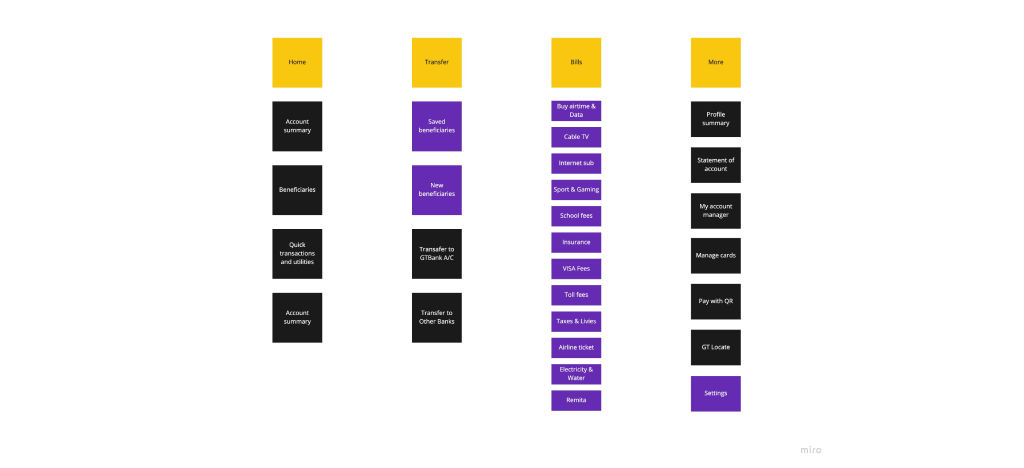 Home
Account
summary
Beneficiaries
Quick
transactions
and utilities
Account
summary
Transfer
Saved
beneficiaries
New
beneficiaries
Transafer to
GTBank A/C
Transfer to
Other Banks
Bills
Buy airtime &
Data
Cable TV
Internet sub
Sport & Gaming
School fees
insurance
VISA Fees
Toll fees
Taxes & Livies
Airline ticket
Electricity &
Water
Remita
More
Profile
summary
Statement of
account
My account
manager
Manage cards
Pay with QR
GT Locate
Settings
miro